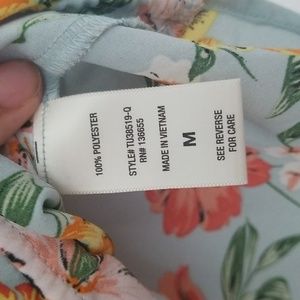 100% POLYESTER
STYLE# TU38519-Q
RN# 136655
MADE IN VIETNAM
M
SEE REVERSE
FOR CARE